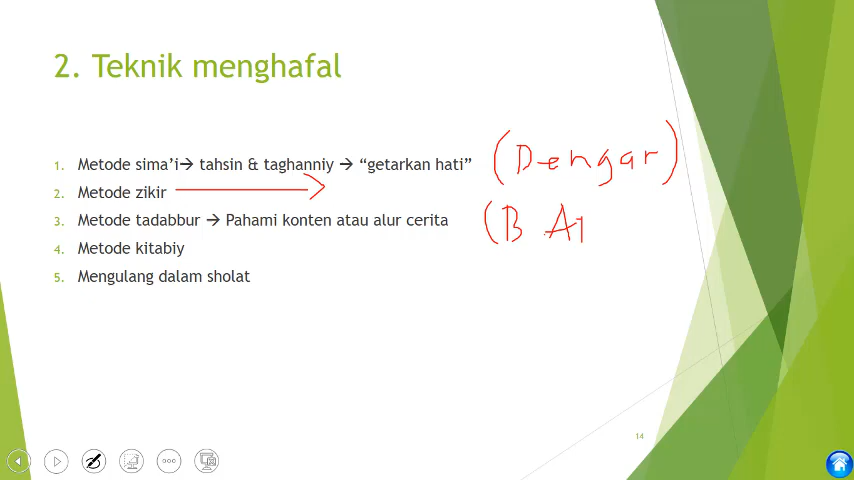 2. Teknik menghafal
1. Metode sima’i→ tahsin & taghanniy → “getarkan hati” (Dengar)
2. Metode zikir
3. Metode tadabbur → Pahami konten atau alur cerita (B
4. Metode kitabiy
5. Mengulang dalam sholat
14